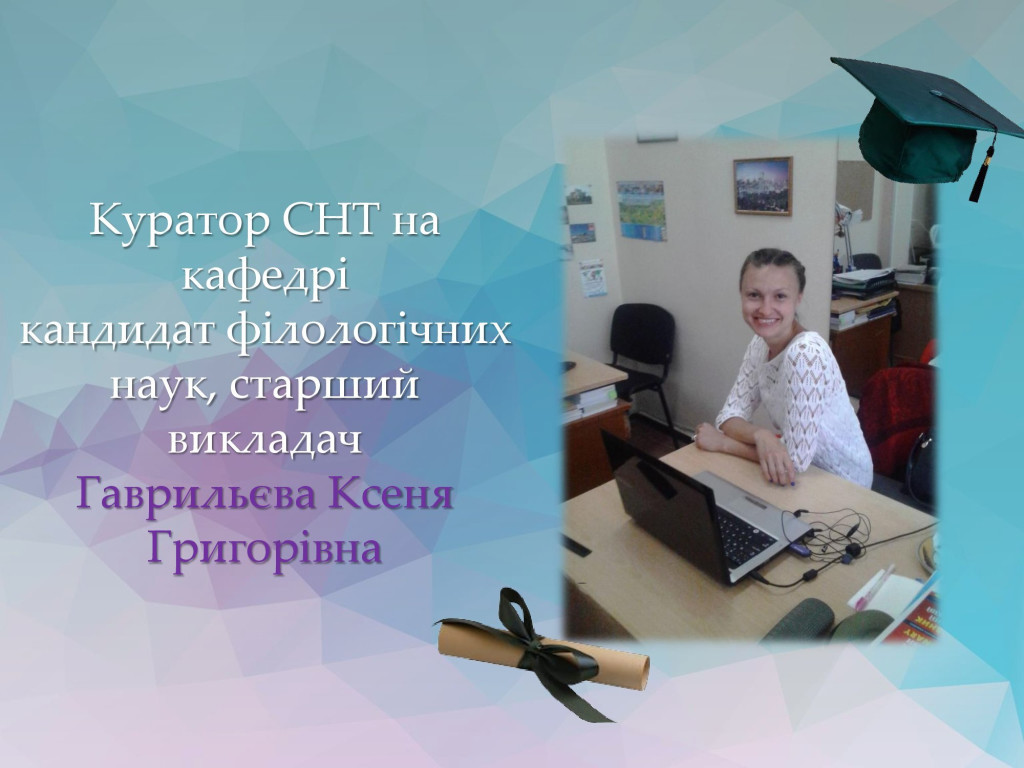 Куратор СНТ на
кафедрі
кандидат філологічних
наук, старший
викладач
Гаврильєва Ксеня
Григорівна